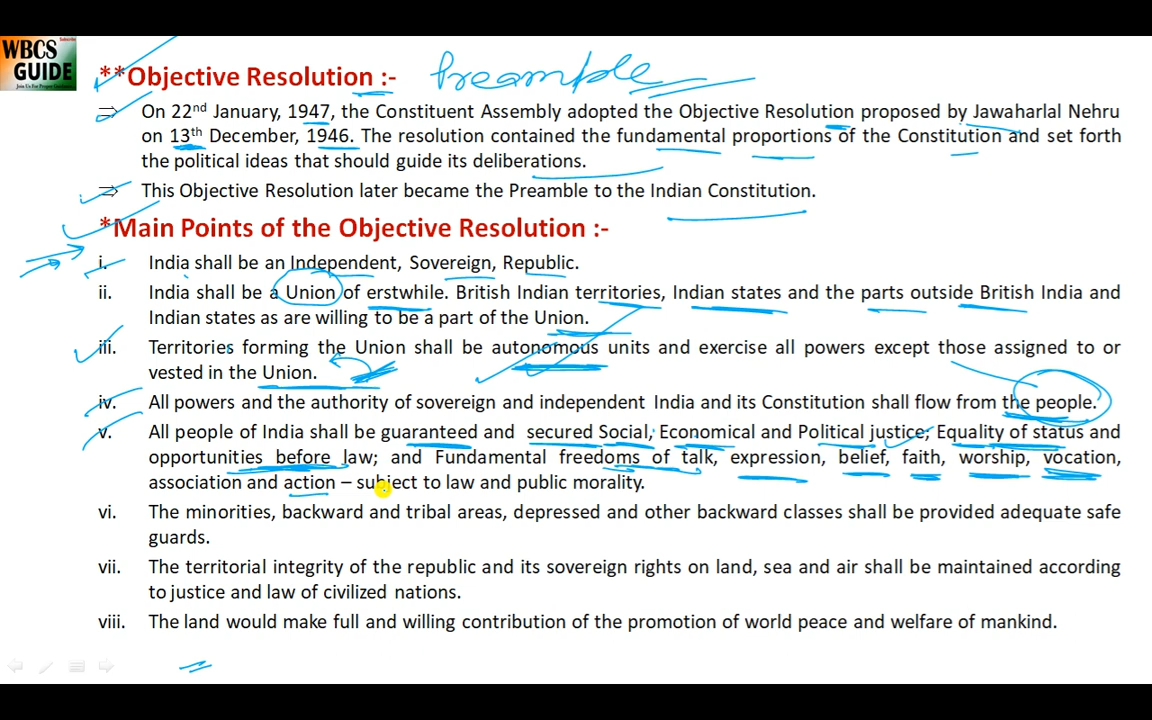 WBCS
GUIDE
**Objective Resolution :- Preamble
⇒ On 22nd January, 1947, the Constituent Assembly adopted the Objective Resolution proposed by Jawaharlal Nehru
on 13th December, 1946. The resolution contained the fundamental proportions of the Constitution and set forth
the political ideas that should guide its deliberations.
⇒ This Objective Resolution later became the Preamble to the Indian Constitution.
*Main Points of the Objective Resolution :-
i. India shall be an Independent, Sovereign, Republic.
ii. India shall be a Union of erstwhile. British Indian territories, Indian states and the parts outside British India and
Indian states as are willing to be a part of the Union.
iii. Territories forming the Union shall be autonomous units and exercise all powers except those assigned to or
vested in the Union.
iv. All powers and the authority of sovereign and independent India and its Constitution shall flow from the people.
v. All people of India shall be guaranteed and secured Social, Economical and Political justice; Equality of status and
opportunities before law; and Fundamental freedoms of talk, expression, belief, faith, worship, vocation,
association and action – subject to law and public morality.
vi. The minorities, backward and tribal areas, depressed and other backward classes shall be provided adequate safe
guards.
vii. The territorial integrity of the republic and its sovereign rights on land, sea and air shall be maintained according
to justice and law of civilized nations.
viii. The land would make full and willing contribution of the promotion of world peace and welfare of mankind.